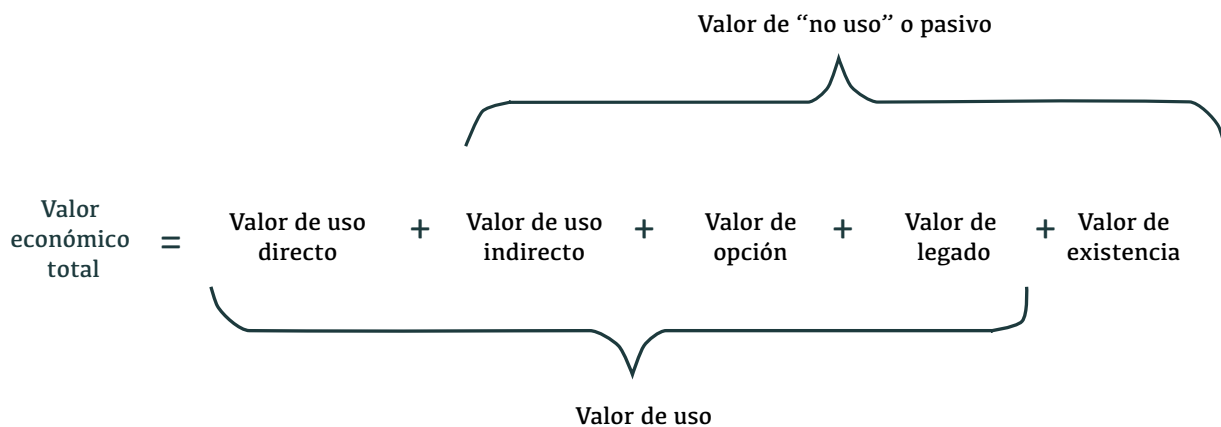 Valor de “no uso” o pasivo
Valor
económico
total
=
Valor de uso
directo
+
Valor de uso
indirecto
+
Valor de
opción
+
Valor de
legado
+
Valor de
existencia
Valor de uso